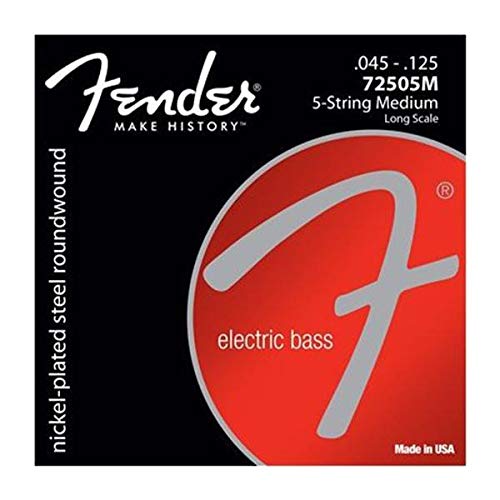 Fender®
MAKE HISTORY™
.045 - .125
72505M
5-String Medium
Long Scale
nickel-plated steel roundwound
F ®
electric bass
Made in USA